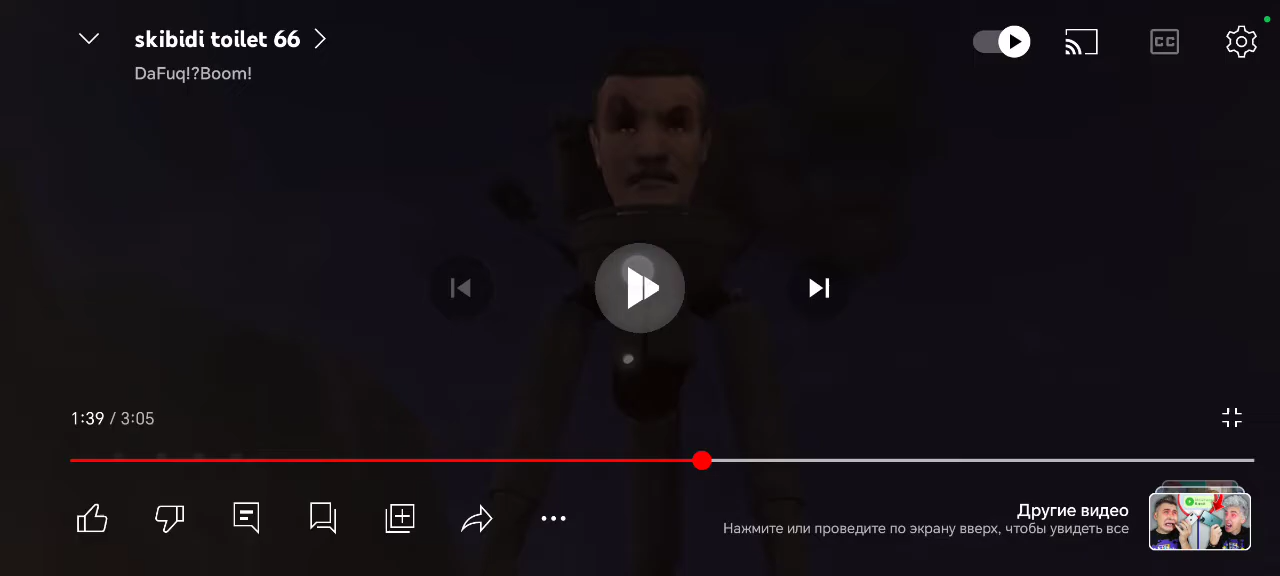 skibidi toilet 66
DaFuq!?Boom!
CC
1:39 / 3:05
Другие видео
Нажмите или проведите по экрану вверх, чтобы увидеть все